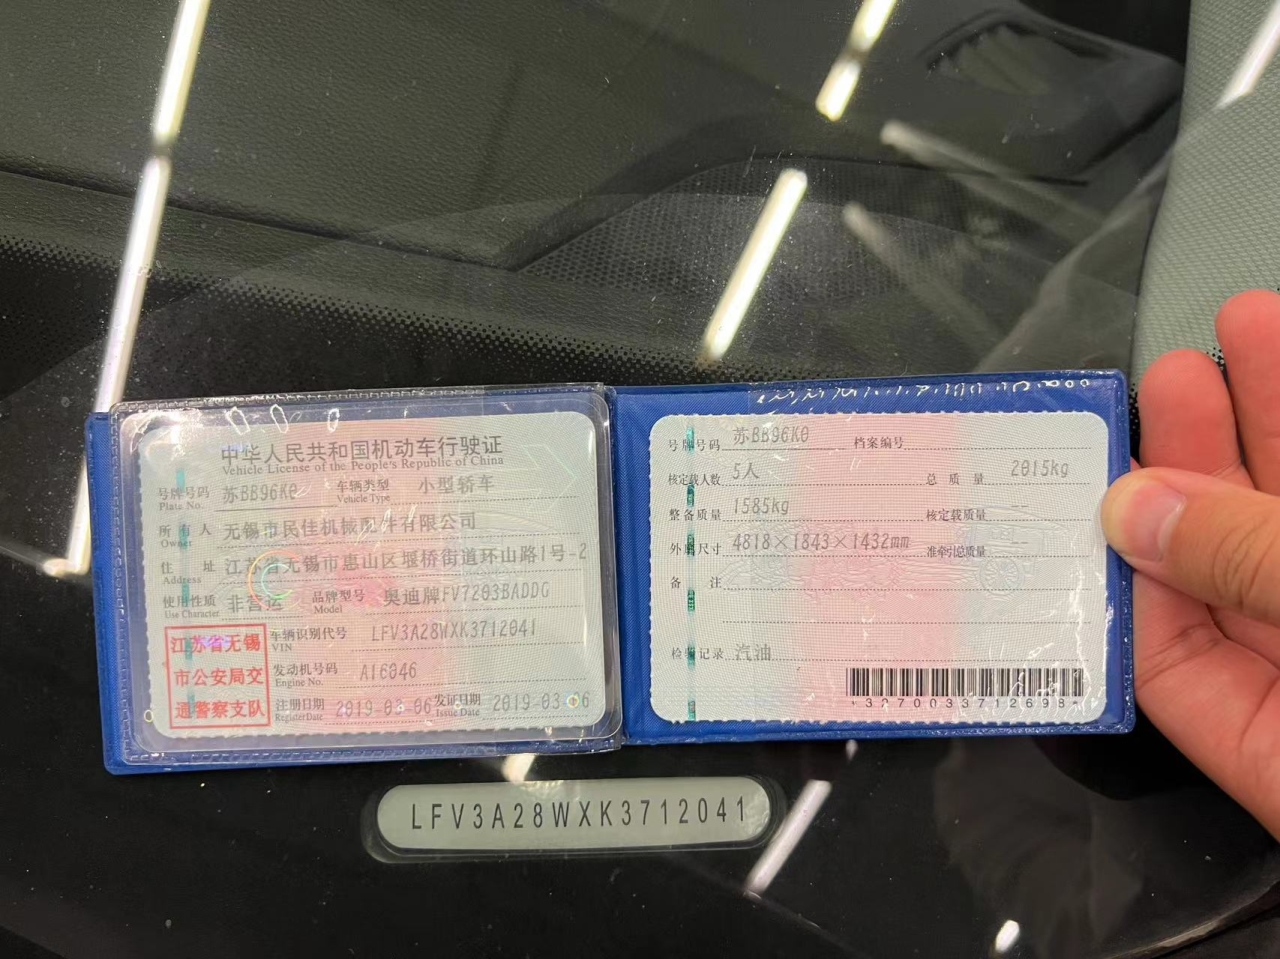 中华人民共和国机动车行驶证
Vehicle License of the People's Republic of China
号牌号码 苏BB96K0 车辆类型 小型轿车
Plate No. Vehicle Type
所有人 无锡市民佳机械配件有限公司
Owner
住址 江苏省无锡市惠山区堰桥街道环山路1号-2
Address
使用性质 非营运 品牌型号 奥迪牌FV7203BADDG
Use Character Model
江苏省无锡
市公安局交
通警察支队
车辆识别代号 LFV3A28WXK3712041
VIN
发动机号码 A16046
Engine No.
注册日期 2019-03-06 发证日期 2019-03-06
Register Date Issue Date
号牌号码 苏BB96K0 档案编号
核定载人数 5人 总质量 2015kg
整备质量 1585kg 核定载质量 --
外廓尺寸 4818×1843×1432mm 准牵引总质量 --
备注
检验记录 汽油
*3270033712698*
LFV3A28WXK3712041